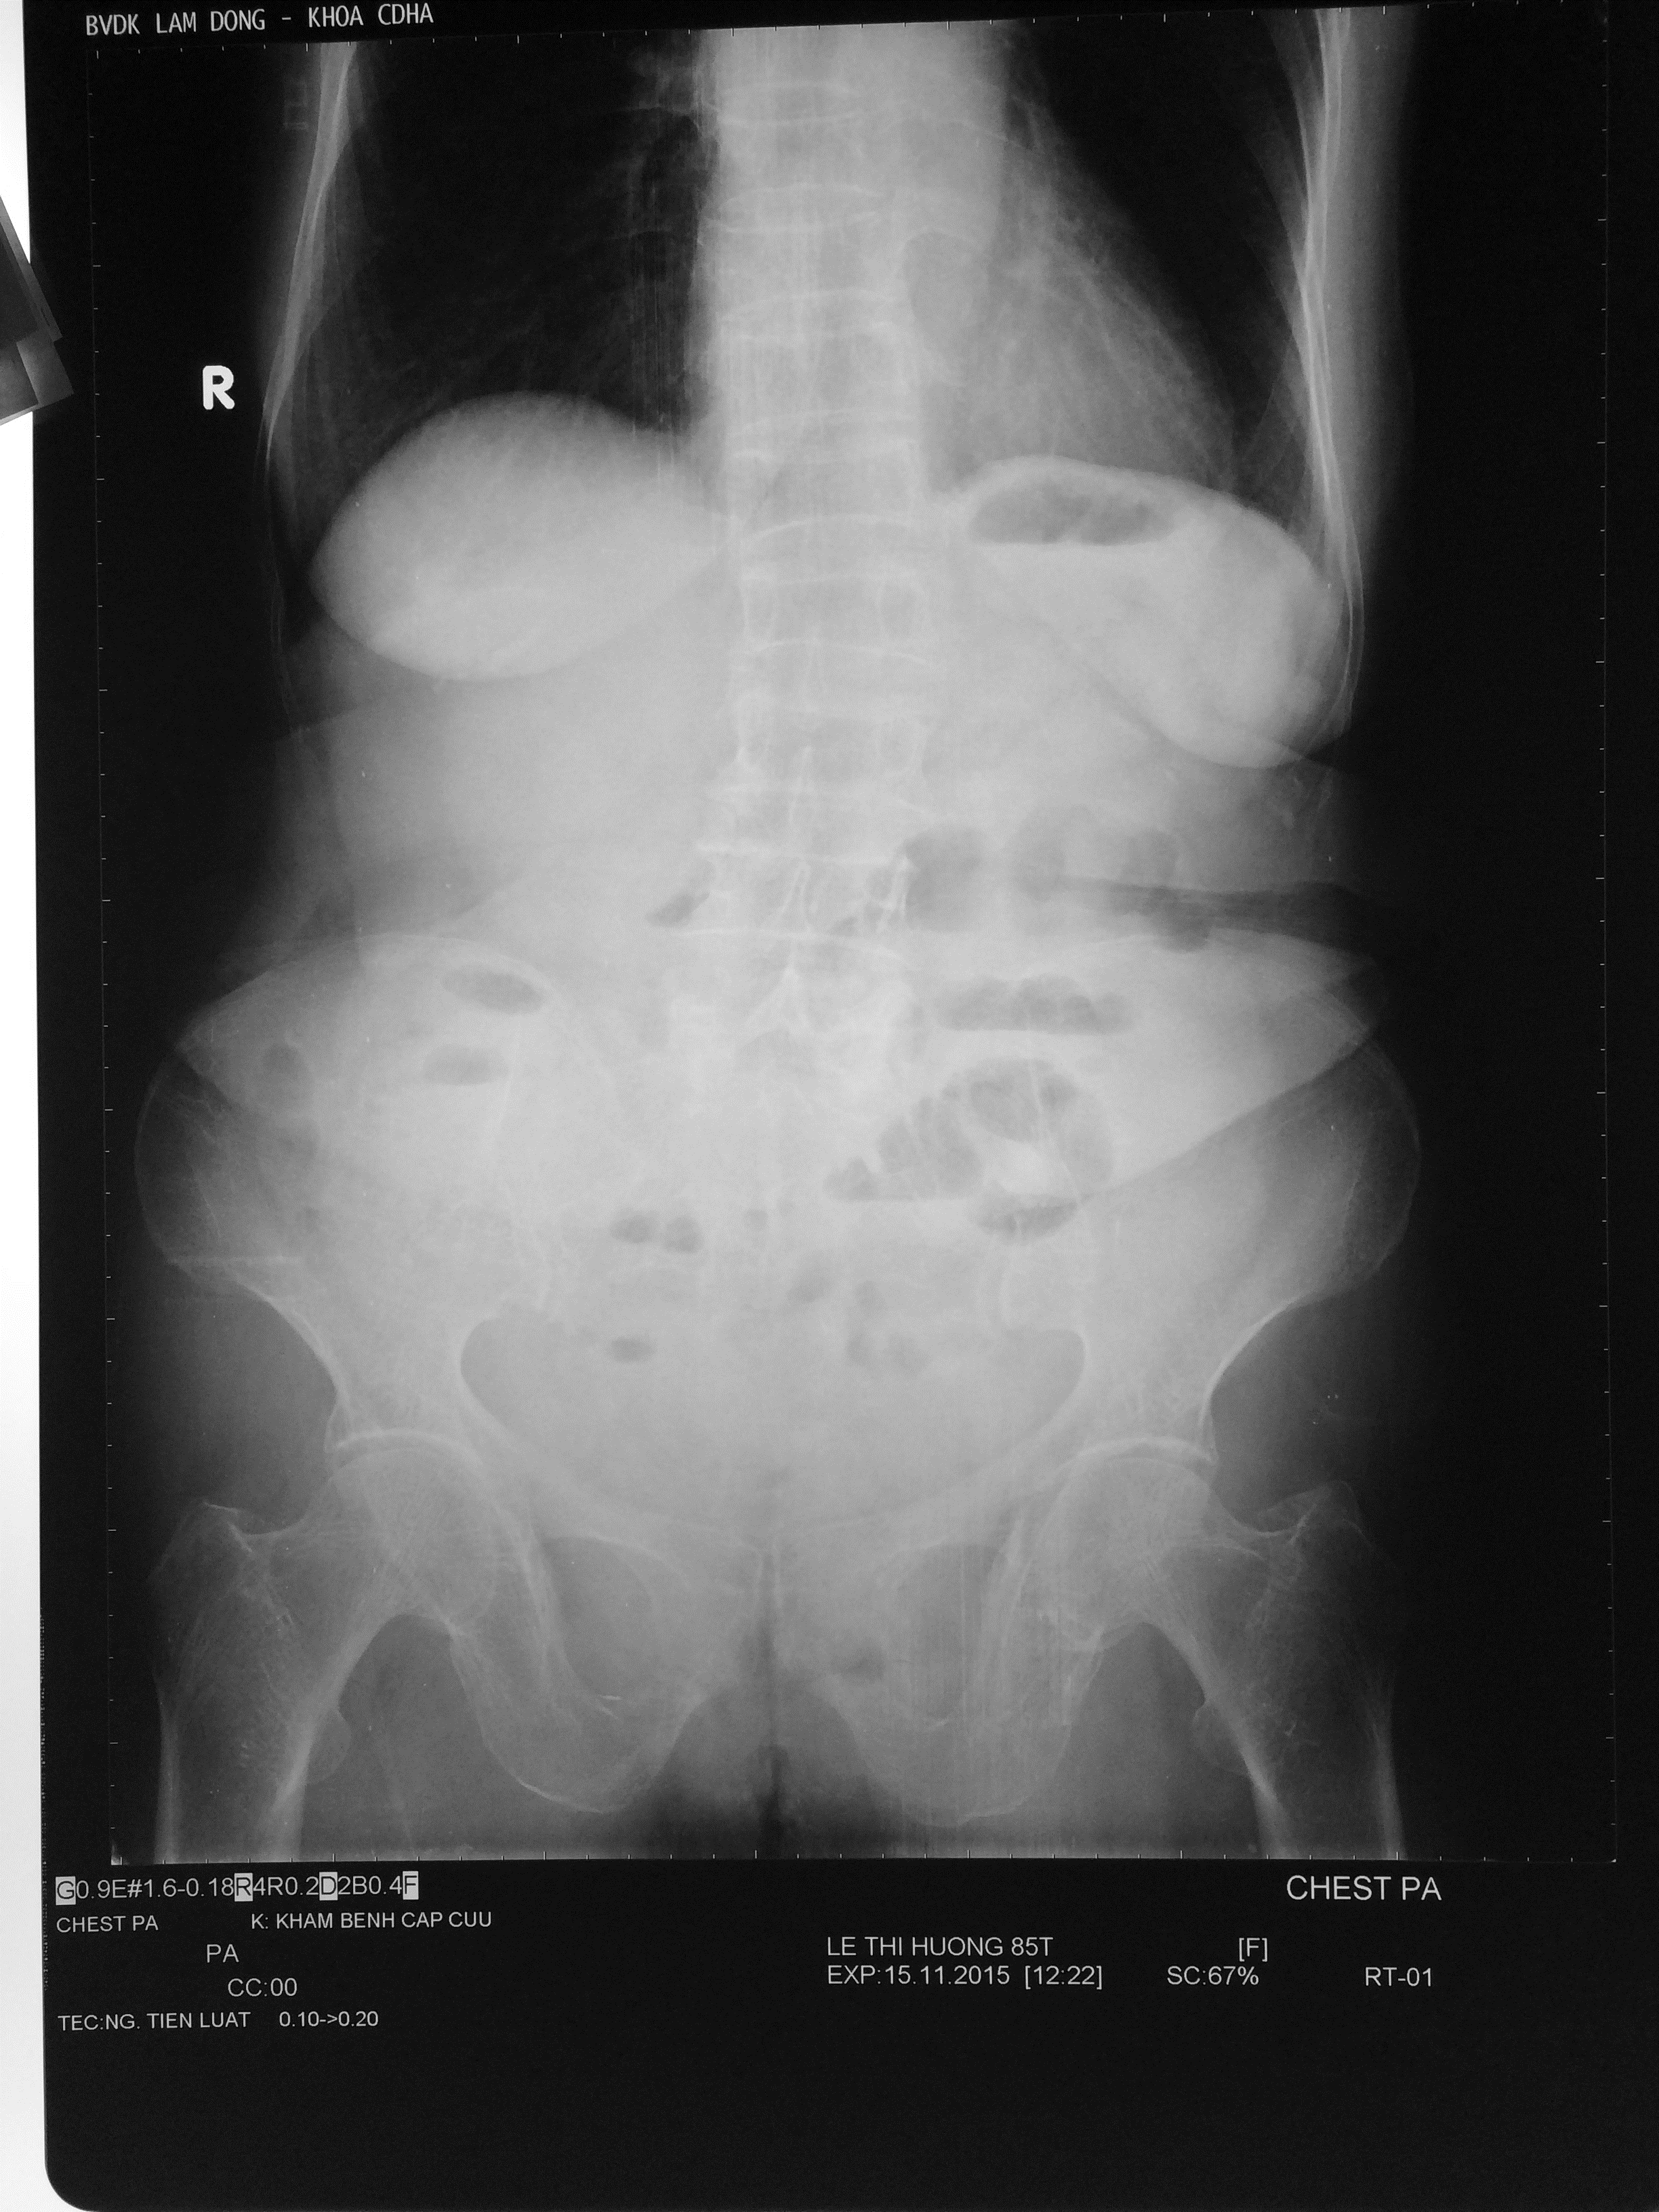 BVDK LAM DONG - KHOA CDHA
R
G0.9E#1.6-0.18R4R0.2D2B0.4F
CHEST PA
CHEST PA K: KHAM BENH CAP CUU
PA
LE THI HUONG 85T [F]
CC:00
EXP:15.11.2015 [12:22] SC:67% RT-01
TEC:NG. TIEN LUAT 0.10->0.20